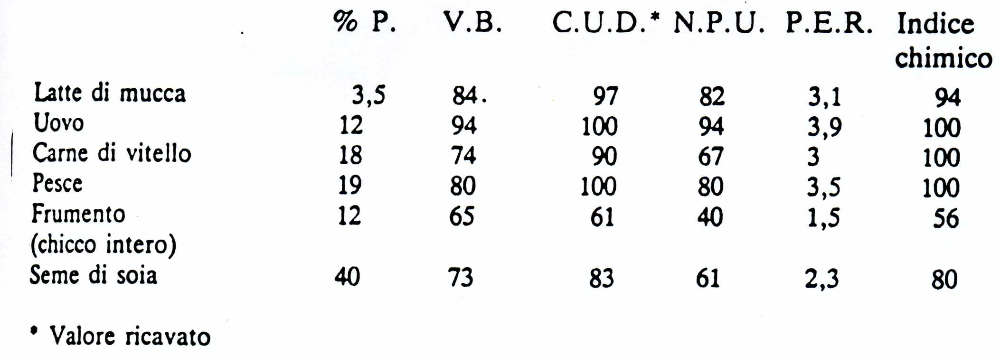 % P. V.B. C.U.D.* N.P.U. P.E.R. Indice
chimico
Latte di mucca 3,5 84. 97 82 3,1 94
Uovo 12 94 100 94 3,9 100
Carne di vitello 18 74 90 67 3 100
Pesce 19 80 100 80 3,5 100
Frumento 12 65 61 40 1,5 56
(chicco intero)
Seme di soia 40 73 83 61 2,3 80
* Valore ricavato